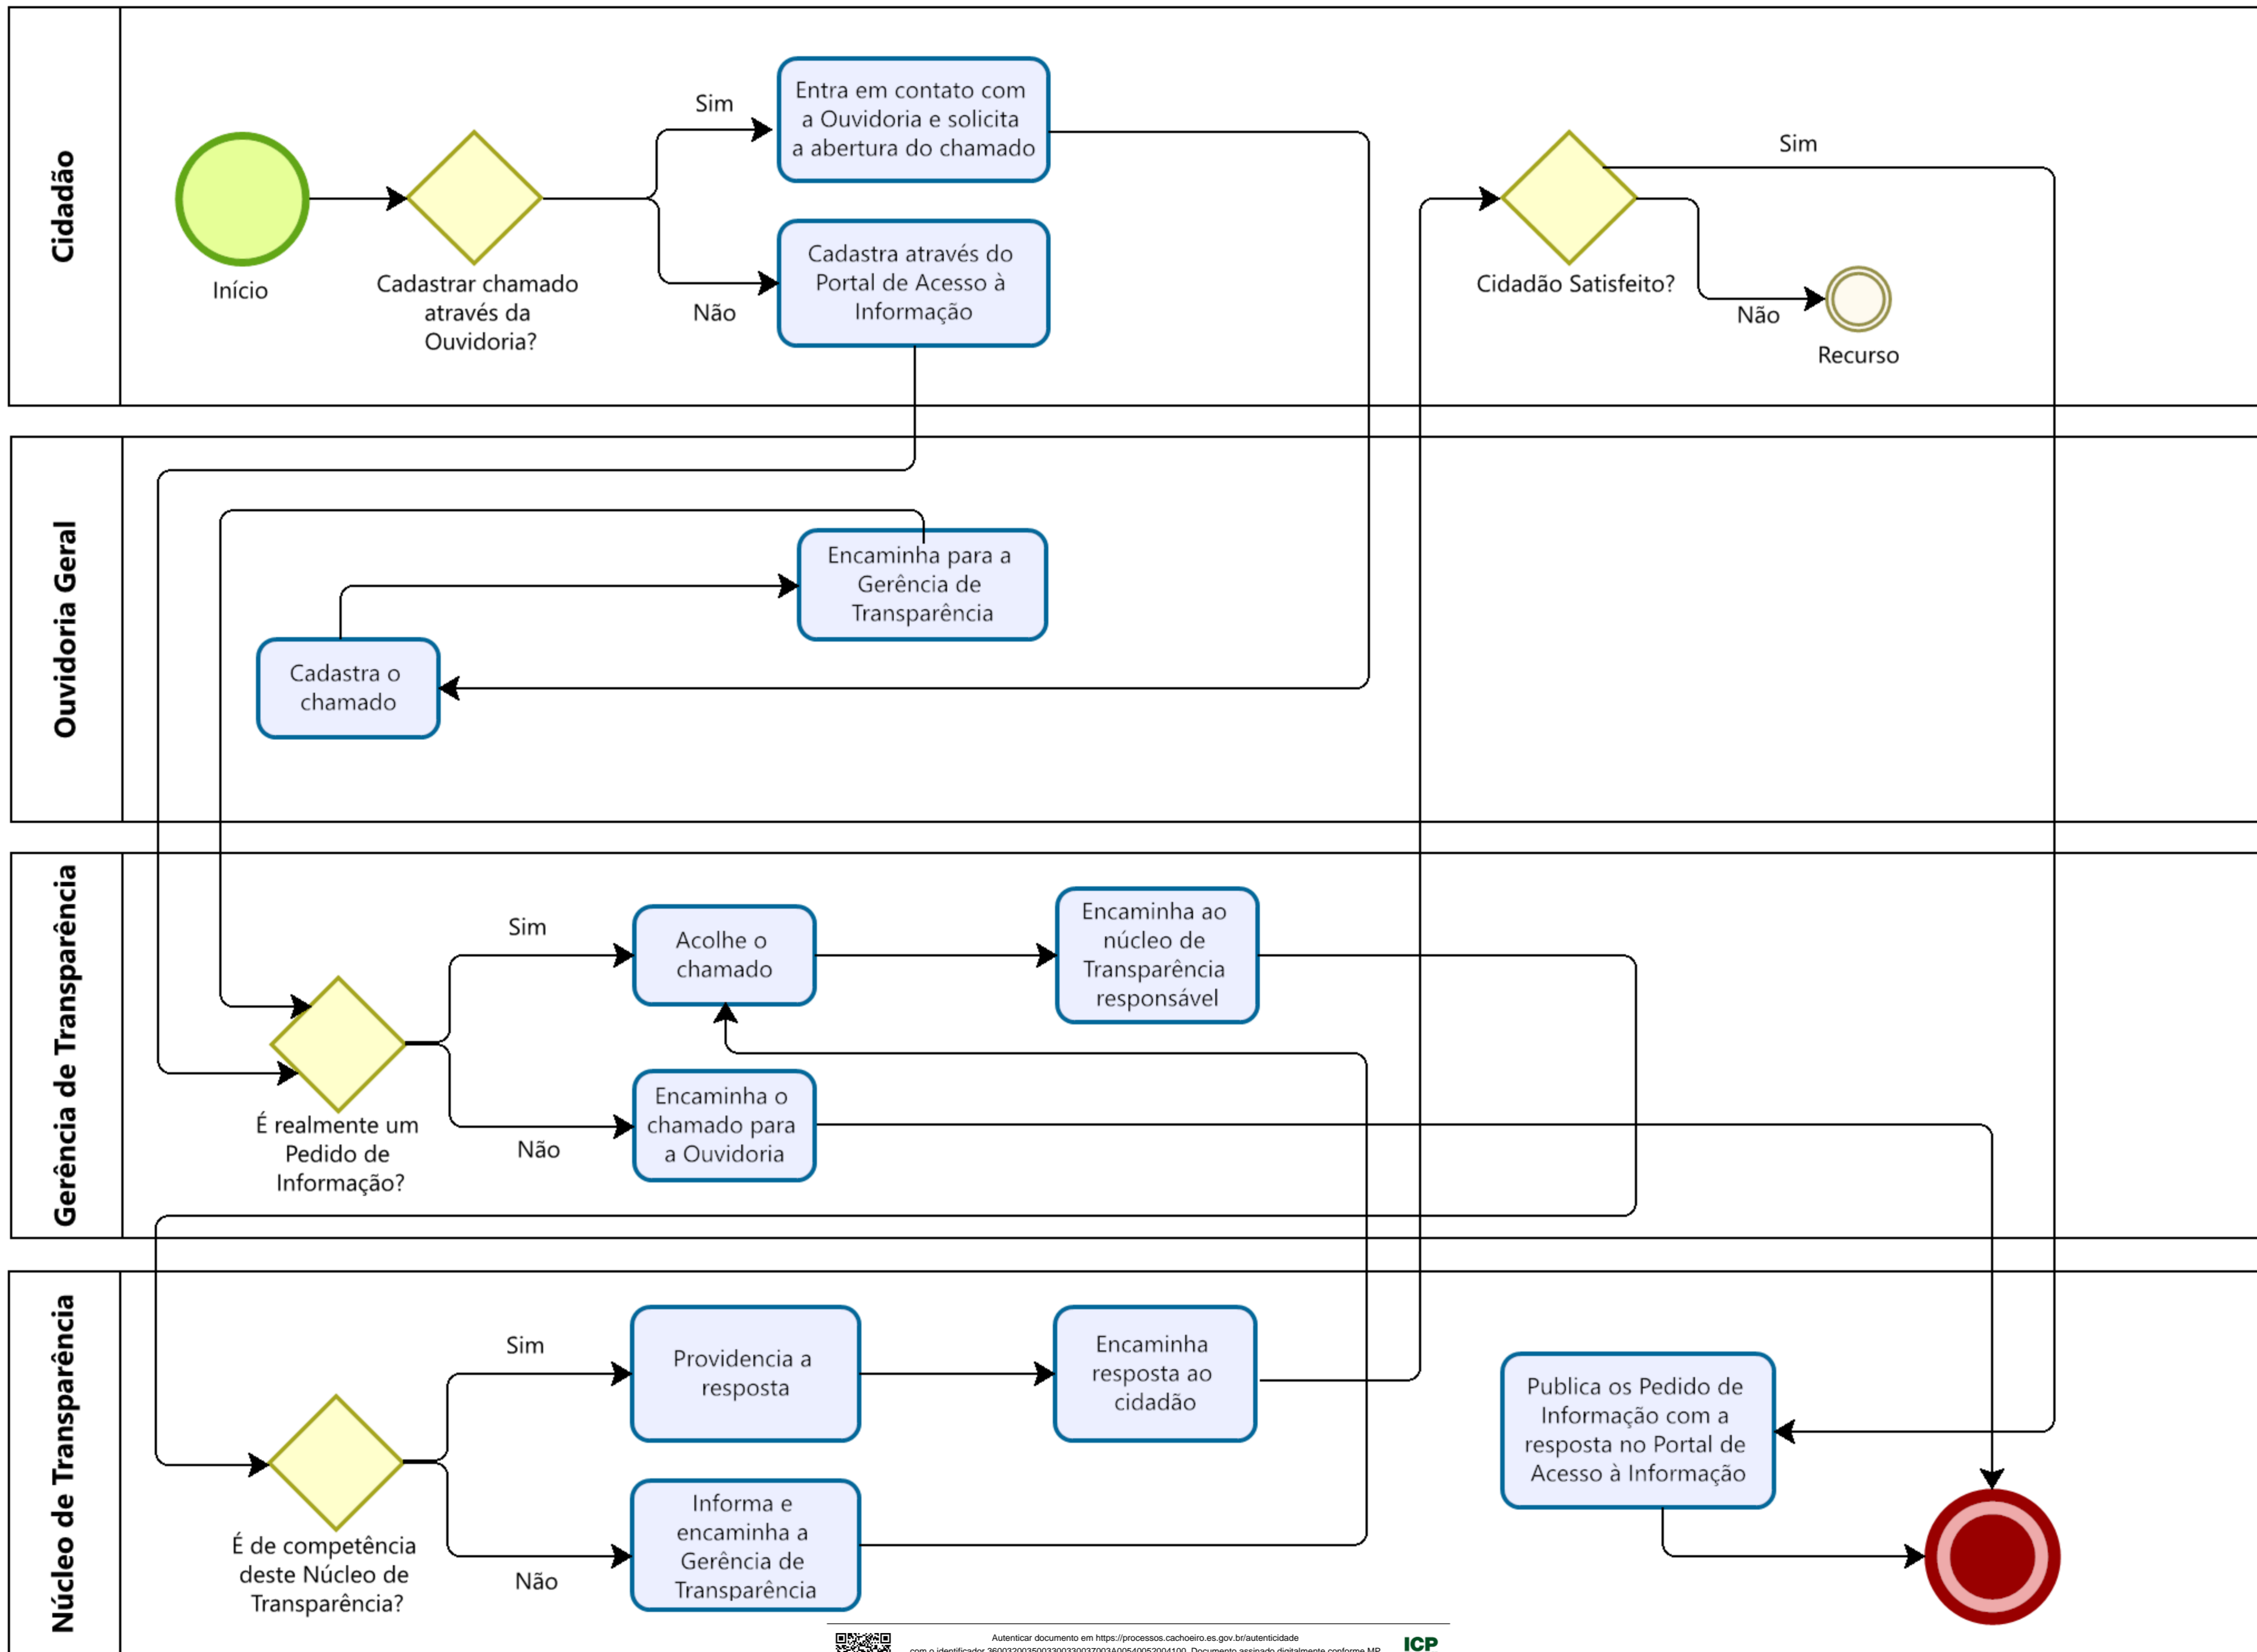 Cidadão
Início
Cadastrar chamado
através da
Ouvidoria?
Sim
Não
Entra em contato com
a Ouvidoria e solicita
a abertura do chamado
Cadastra através do
Portal de Acesso à
Informação
Cidadão Satisfeito?
Sim
Não
Recurso
Ouvidoria Geral
Encaminha para a
Gerência de
Transparência
Cadastra o
chamado
Gerência de Transparência
É realmente um
Pedido de
Informação?
Sim
Não
Acolhe o
chamado
Encaminha ao
núcleo de
Transparência
responsável
Encaminha o
chamado para
a Ouvidoria
Núcleo de Transparência
É de competência
deste Núcleo de
Transparência?
Sim
Não
Providencia a
resposta
Encaminha
resposta ao
cidadão
Informa e
encaminha a
Gerência de
Transparência
Publica os Pedido de
Informação com a
resposta no Portal de
Acesso à Informação
Autenticar documento em https://processos.cachoeiro.es.gov.br/autenticidade
ICP